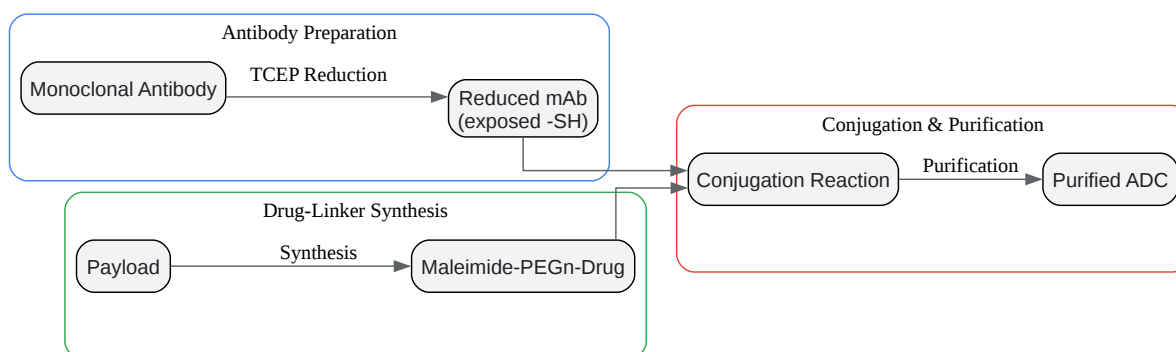 Antibody Preparation
Monoclonal Antibody
TCEP Reduction
Reduced mAb
(exposed -SH)
Drug-Linker Synthesis
Payload
Synthesis
Maleimide-PEGn-Drug
Conjugation & Purification
Conjugation Reaction
Purification
Purified ADC